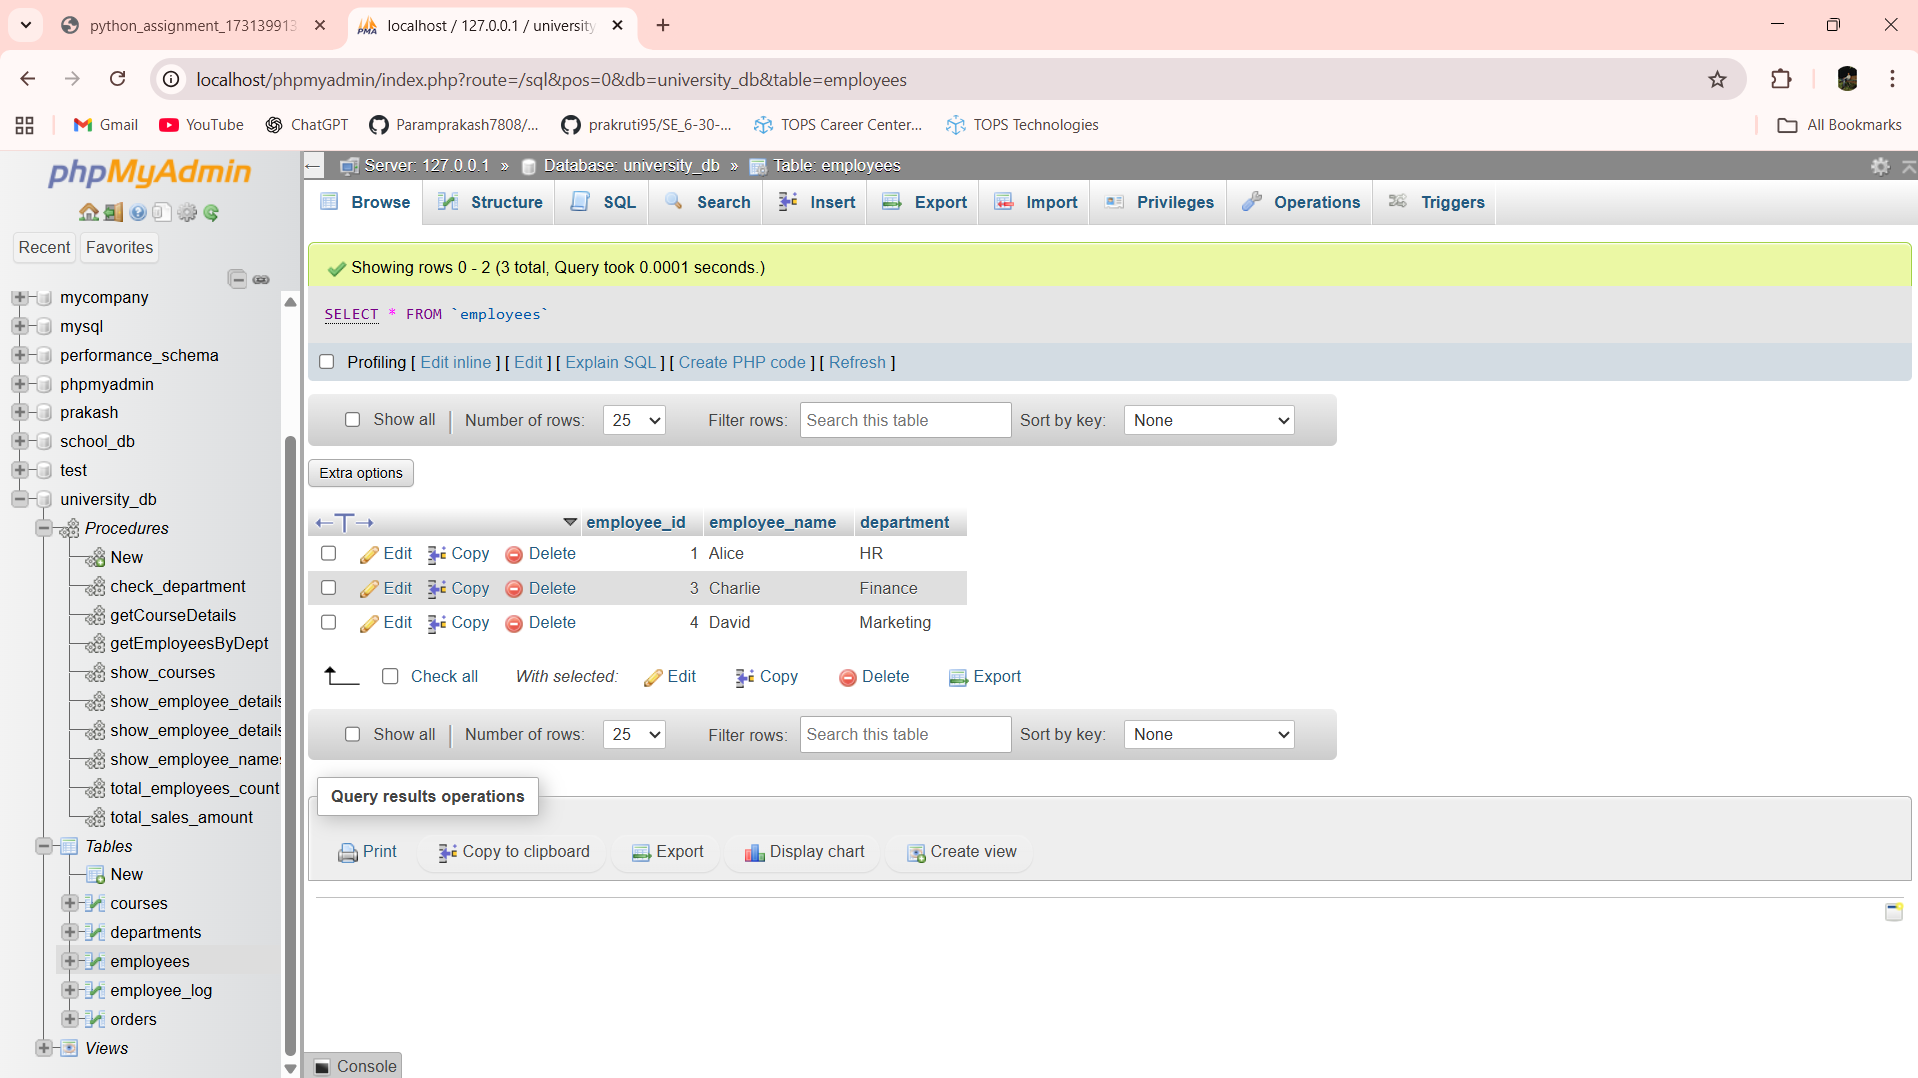 python_assignment_173139913
localhost / 127.0.0.1 / university
localhost/phpmyadmin/index.php?route=/sql&pos=0&db=university_db&table=employees
Gmail
YouTube
ChatGPT
Paramprakash7808/...
prakruti95/SE_6-30-...
TOPS Career Center...
TOPS Technologies
All Bookmarks
phpMyAdmin
Recent
Favorites
mycompany
mysql
performance_schema
phpmyadmin
prakash
school_db
test
university_db
Procedures
New
check_department
getCourseDetails
getEmployeesByDept
show_courses
show_employee_details
show_employee_details
show_employee_names
total_employees_count
total_sales_amount
Tables
New
courses
departments
employees
employee_log
orders
Views
Server: 127.0.0.1 » Database: university_db » Table: employees
Browse Structure SQL Search Insert Export Import Privileges Operations Triggers
Showing rows 0 - 2 (3 total, Query took 0.0001 seconds.)
SELECT * FROM `employees`
Profiling [ Edit inline ] [ Edit ] [ Explain SQL ] [ Create PHP code ] [ Refresh ]
Show all Number of rows: 25 Filter rows: Search this table Sort by key: None
Extra options
employee_id employee_name department
Edit Copy Delete 1 Alice HR
Edit Copy Delete 3 Charlie Finance
Edit Copy Delete 4 David Marketing
Check all With selected: Edit Copy Delete Export
Show all Number of rows: 25 Filter rows: Search this table Sort by key: None
Query results operations
Print Copy to clipboard Export Display chart Create view
Console